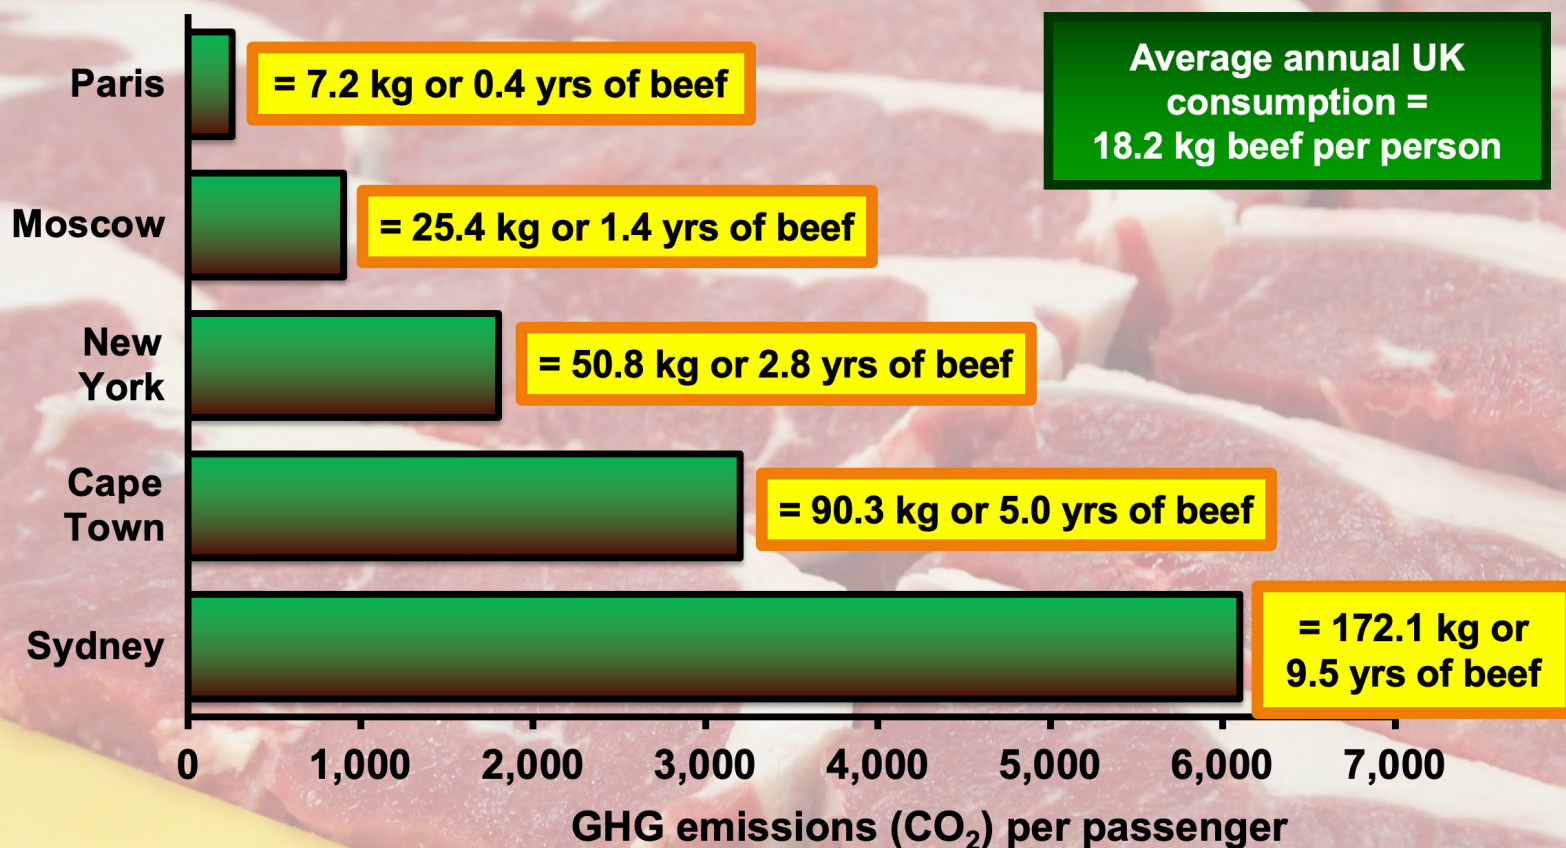 Paris
= 7.2 kg or 0.4 yrs of beef
Average annual UK
consumption =
18.2 kg beef per person
Moscow
= 25.4 kg or 1.4 yrs of beef
New
York
= 50.8 kg or 2.8 yrs of beef
Cape
Town
= 90.3 kg or 5.0 yrs of beef
Sydney
= 172.1 kg or
9.5 yrs of beef
0 1,000 2,000 3,000 4,000 5,000 6,000 7,000
GHG emissions (CO₂) per passenger